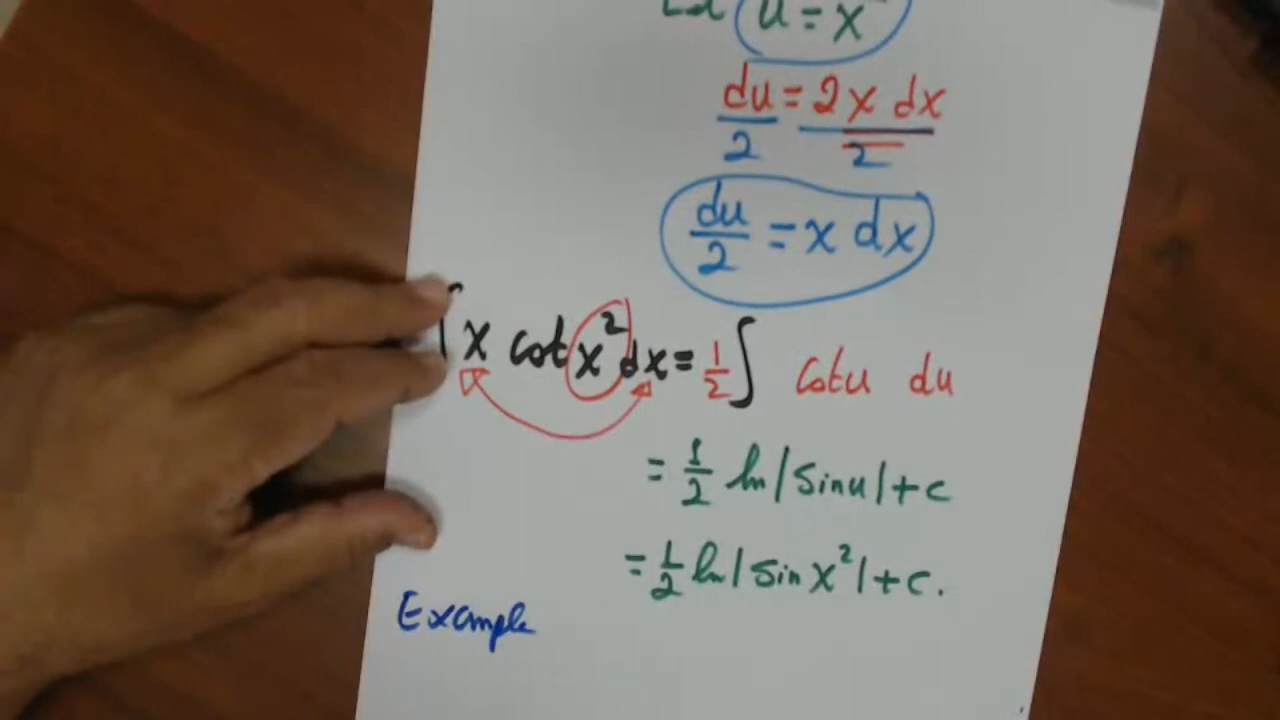 u = x
du = 2x dx
2 2
du/2 = x dx
∫ x cot x² dx = 1/2 ∫ cot u du
= 1/2 ln |sin u| + c
= 1/2 ln | sin x² | + c.
Example